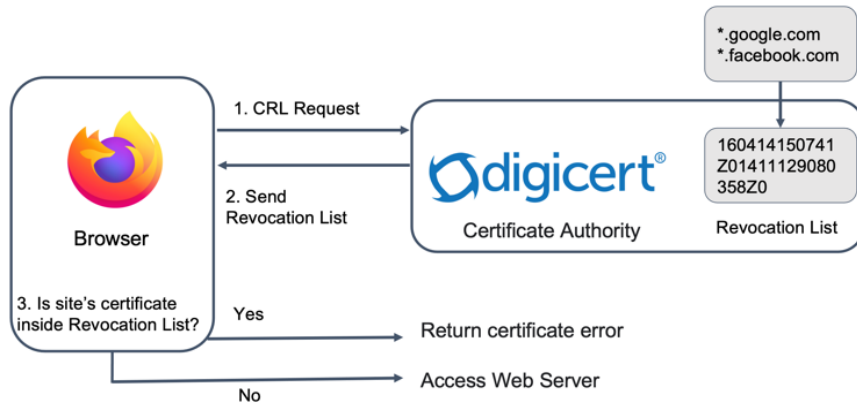 *.google.com
*.facebook.com
1. CRL Request
160414150741
Z01411129080
358Z0
digicert®
2. Send
Revocation List
Browser
Certificate Authority
Revocation List
3. Is site's certificate
inside Revocation List?
Yes
Return certificate error
Access Web Server
No